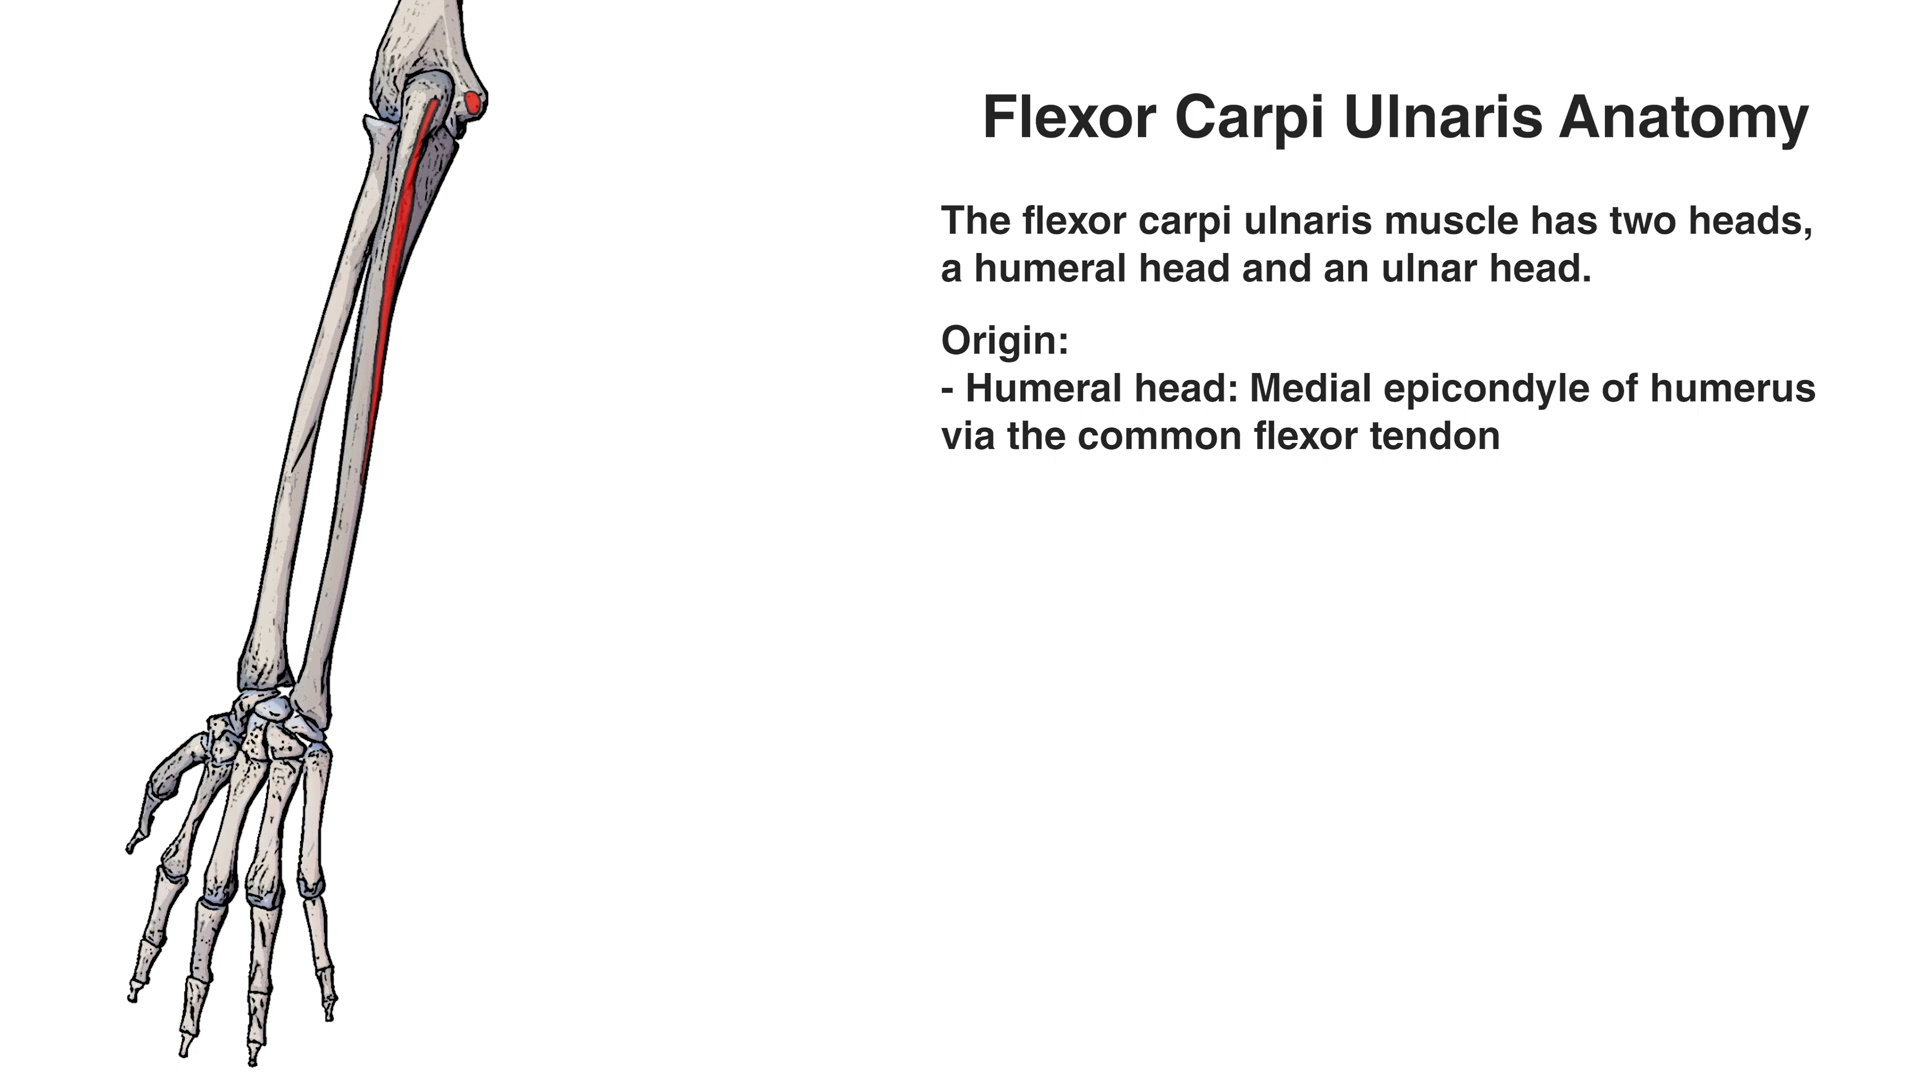 Flexor Carpi Ulnaris Anatomy
The flexor carpi ulnaris muscle has two heads,
a humeral head and an ulnar head.
Origin:
- Humeral head: Medial epicondyle of humerus
via the common flexor tendon